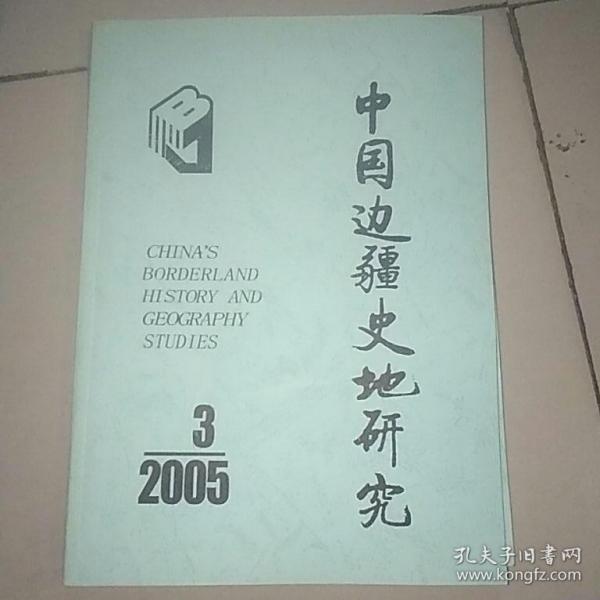 中国边疆史地研究
CHINA'S
BORDERLAND
HISTORY AND
GEOGRAPHY
STUDIES
3
2005
孔夫子旧书网
www.kongfz.com